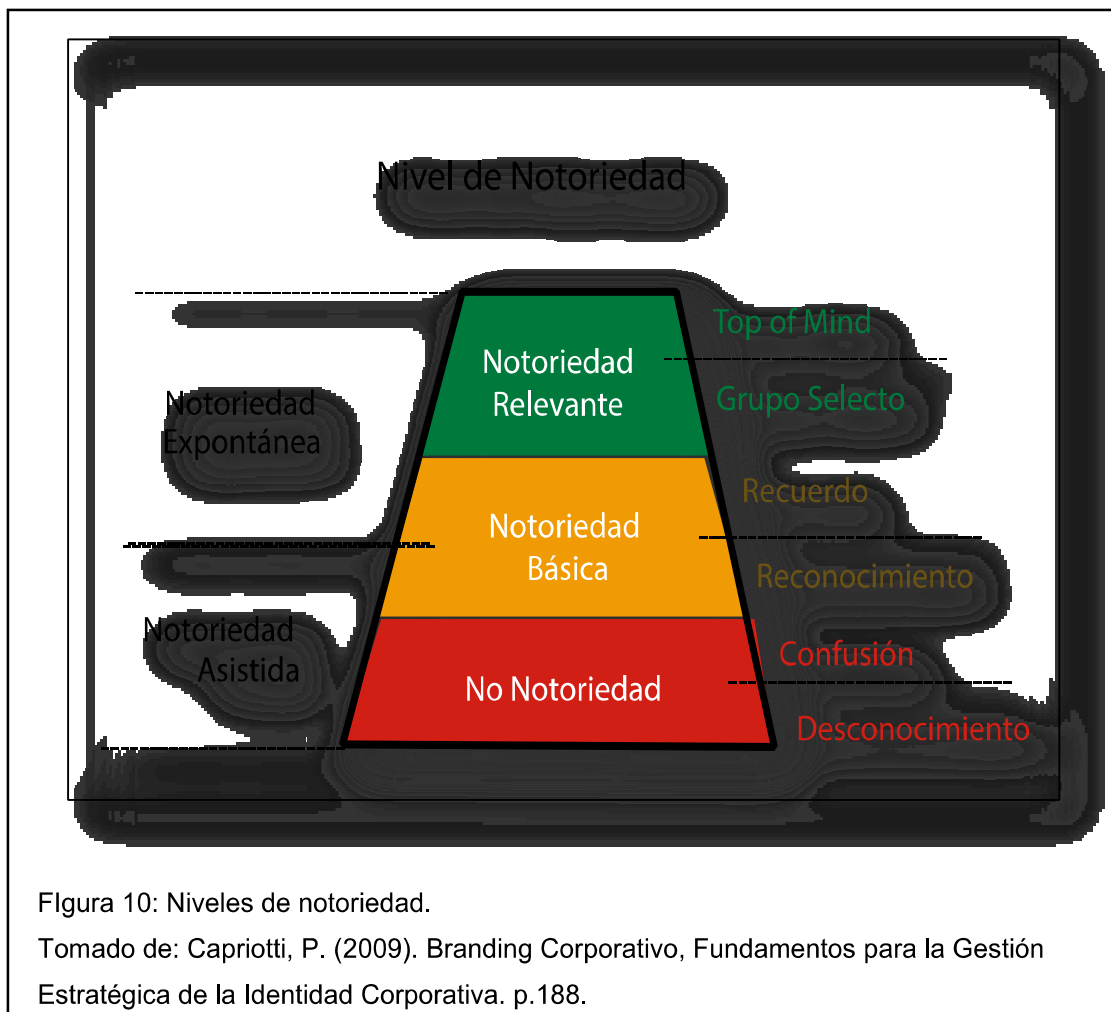 Nivel de Notoriedad
Top of Mind
Notoriedad
Relevante
Grupo Selecto
Notoriedad
Expontánea
Recuerdo
Notoriedad
Básica
Reconocimiento
Notoriedad
Asistida
Confusión
No Notoriedad
Desconocimiento
FIgura 10: Niveles de notoriedad.
Tomado de: Capriotti, P. (2009). Branding Corporativo, Fundamentos para la Gestión
Estratégica de la Identidad Corporativa. p.188.